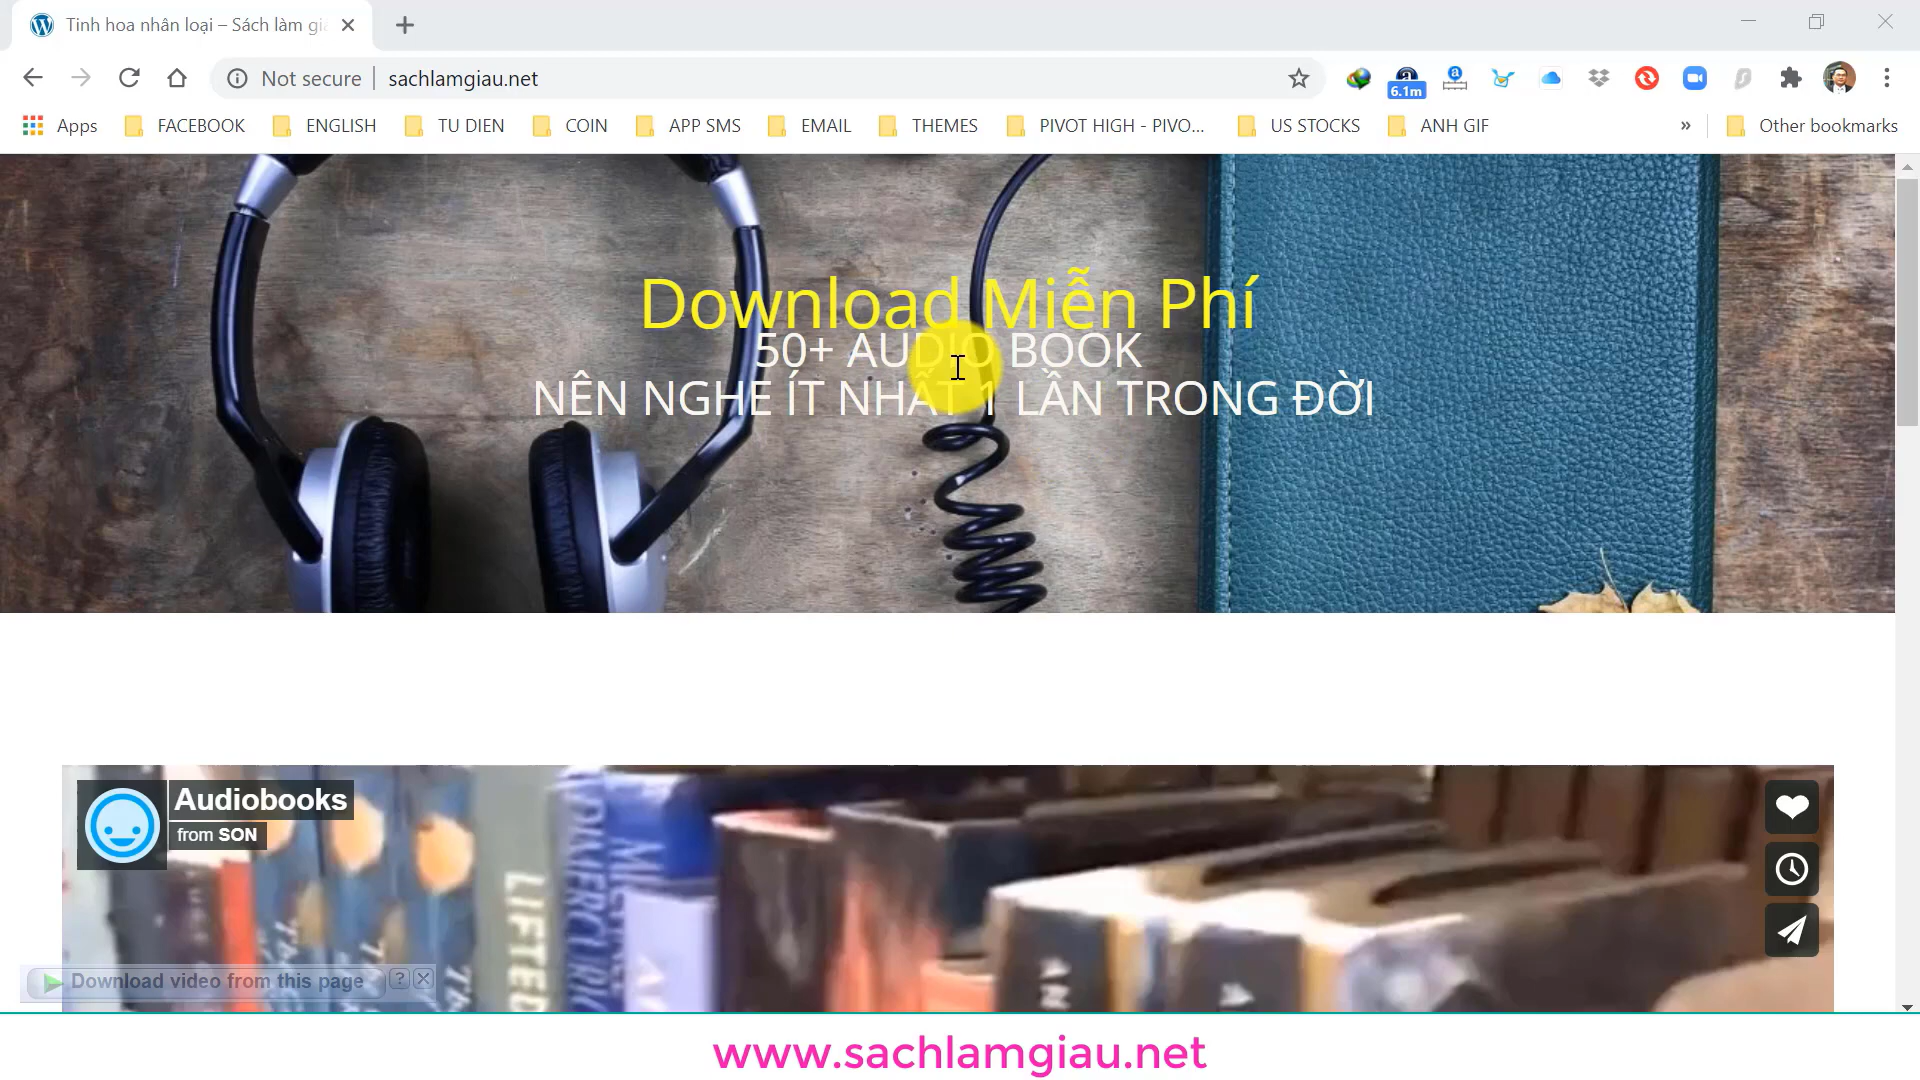 Tinh hoa nhân loại – Sách làm gi
Not secure
sachlamgiau.net
6.1m
Apps
FACEBOOK
ENGLISH
TU DIEN
COIN
APP SMS
EMAIL
THEMES
PIVOT HIGH - PIVO...
US STOCKS
ANH GIF
»
Other bookmarks
Download Miễn Phí
50+ AUDIO BOOK
NÊN NGHE ÍT NHẤT 1 LẦN TRONG ĐỜI
Audiobooks
from SON
LIFTED
Download video from this page
?
www.sachlamgiau.net